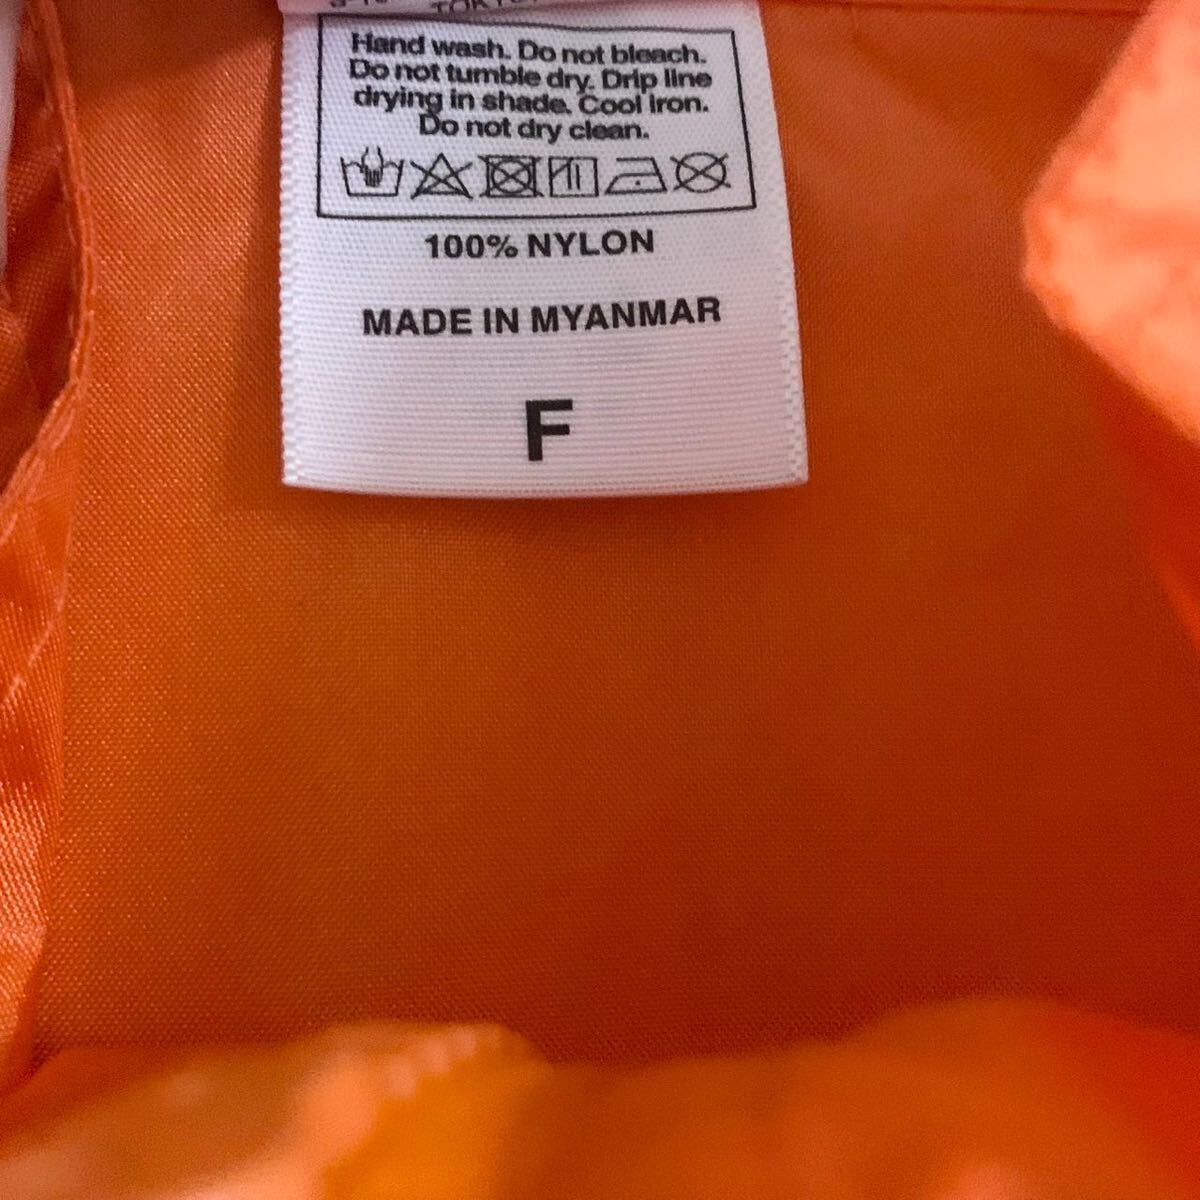 TOKYO
Hand wash. Do not bleach.
Do not tumble dry. Drip line
drying in shade. Cool iron.
Do not dry clean.
100% NYLON
MADE IN MYANMAR
F